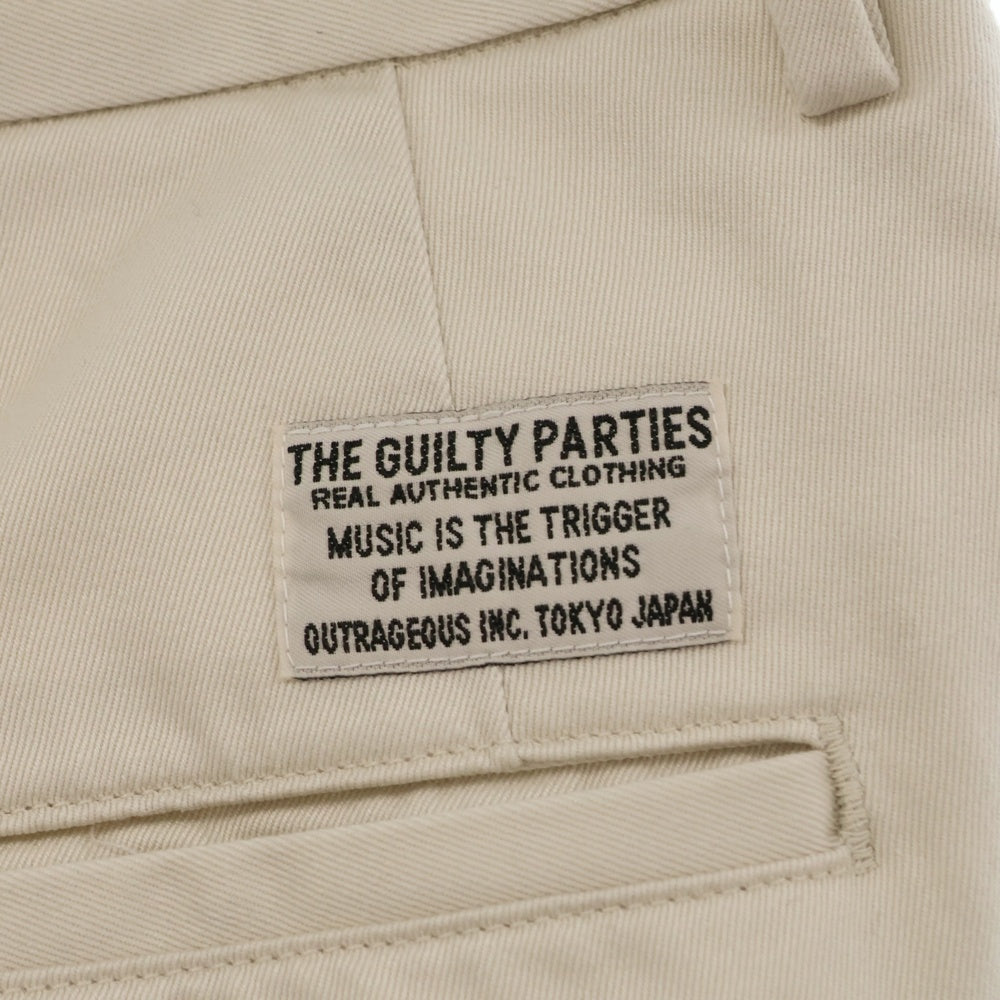 THE GUILTY PARTIES
REAL AUTHENTIC CLOTHING
MUSIC IS THE TRIGGER
OF IMAGINATIONS
OUTRAGEOUS INC. TOKYO JAPAN